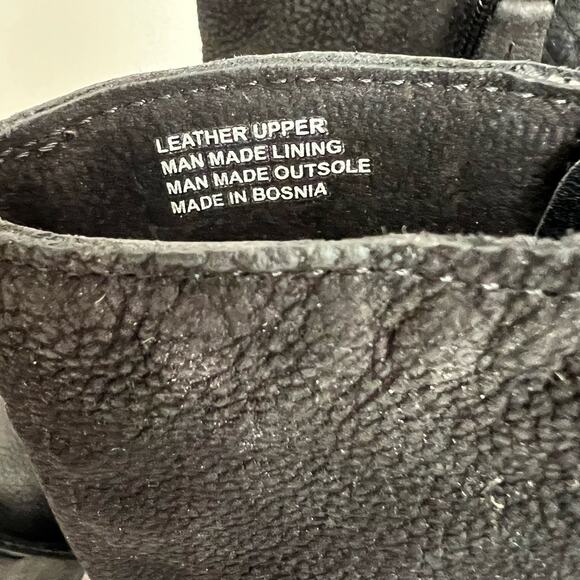 LEATHER UPPER
MAN MADE LINING
MAN MADE OUTSOLE
MADE IN BOSNIA